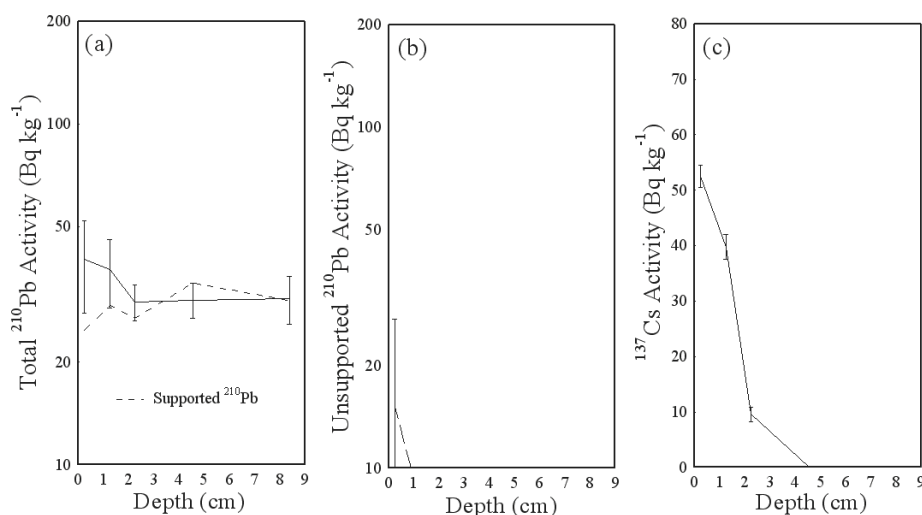 (a)
Total ²¹⁰Pb Activity (Bq kg⁻¹)
200
100
50
20
10
Supported ²¹⁰Pb
0 1 2 3 4 5 6 7 8 9
Depth (cm)
(b)
Unsupported ²¹⁰Pb Activity (Bq kg⁻¹)
200
100
50
20
10
0 1 2 3 4 5 6 7 8 9
Depth (cm)
(c)
¹³⁷Cs Activity (Bq kg⁻¹)
80
70
60
50
40
30
20
10
0
0 1 2 3 4 5 6 7 8 9
Depth (cm)